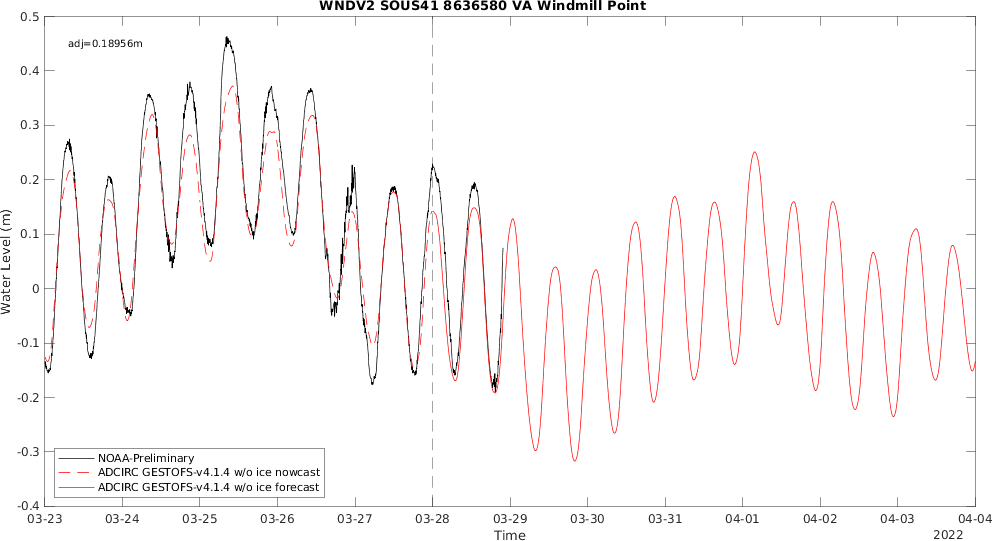 WNDV2 SOUS41 8636580 VA Windmill Point
adj=0.18956m
0.5
0.4
0.3
0.2
0.1
0
-0.1
-0.2
-0.3
-0.4
Water Level (m)
NOAA-Preliminary
ADCIRC GESTOFS-v4.1.4 w/o ice nowcast
ADCIRC GESTOFS-v4.1.4 w/o ice forecast
03-23 03-24 03-25 03-26 03-27 03-28 03-29 03-30 03-31 04-01 04-02 04-03 04-04
Time
2022